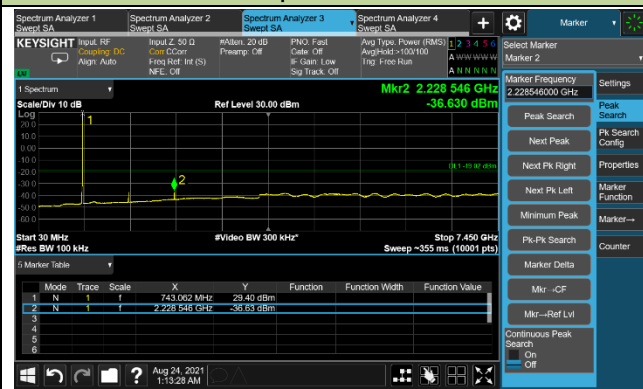 Spectrum Analyzer 1
Swept SA
Spectrum Analyzer 2
Swept SA
Spectrum Analyzer 3
Swept SA
Spectrum Analyzer 4
Swept SA
+
Marker
KEYSIGHT
Input: RF
Coupling: DC
Align: Auto
Input Z: 50 Ω
Corr CCorr
Freq Ref: Int (S)
NFE: Off
#Atten: 20 dB
Preamp: Off
PNO: Fast
Gate: Off
IF Gain: Low
Sig Track: Off
Avg Type: Power (RMS)
Avg|Hold:>100/100
Trig: Free Run
1 2 3 4 5 6
A W W W W W
A N N N N N
LXI
Select Marker
Marker 2
1 Spectrum
Mkr2 2.228 546 GHz
-36.630 dBm
Scale/Div 10 dB
Ref Level 30.00 dBm
Log
20.0
10.0
0.00
-10.0
-20.0
-30.0
-40.0
-50.0
-60.0
1
2
Start 30 MHz
#Res BW 100 kHz
#Video BW 300 kHz*
Stop 7.450 GHz
Sweep ~355 ms (10001 pts)
5 Marker Table
Mode Trace Scale X Y Function Function Width Function Value
1 N 1 f 743.062 MHz 29.40 dBm
2 N 1 f 2.228 546 GHz -36.63 dBm
3
4
5
6
Marker Frequency
2.228546000 GHz
Peak Search
Next Peak
Next Pk Right
Next Pk Left
Minimum Peak
Pk-Pk Search
Marker Delta
Mkr→CF
Mkr→Ref Lvl
Continuous Peak
Search
On
Off
Settings
Peak
Search
Pk Search
Config
Properties
Marker
Function
Marker→
Counter
?
Aug 24, 2021
1:13:28 AM